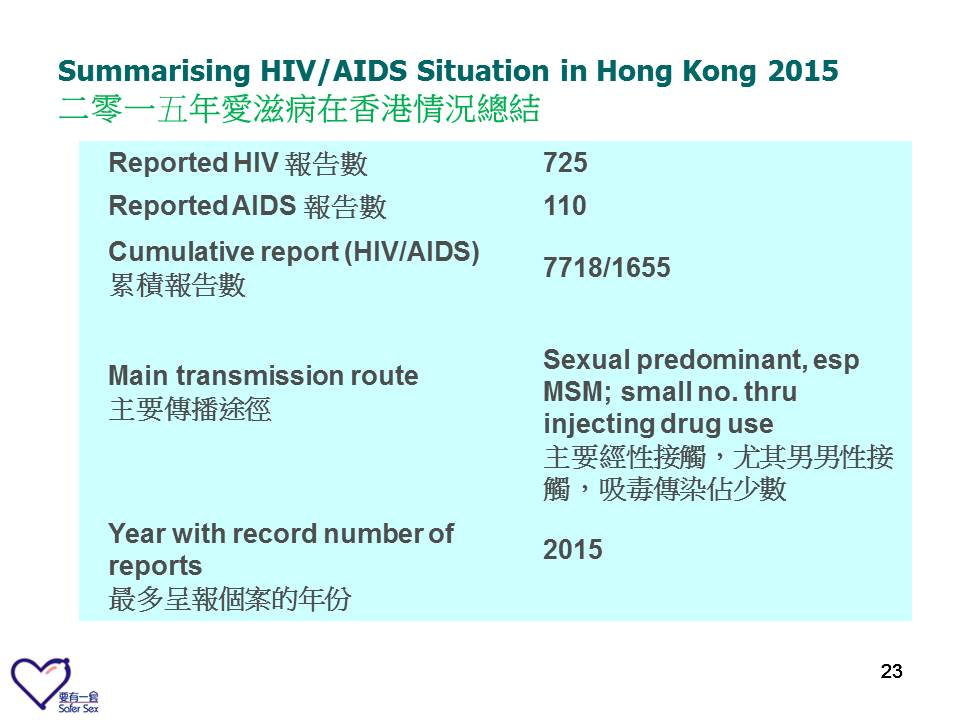 Summarising HIV/AIDS Situation in Hong Kong 2015
二零一五年愛滋病在香港情況總結
Reported HIV 報告數
725
Reported AIDS 報告數
110
Cumulative report (HIV/AIDS)
累積報告數
7718/1655
Main transmission route
主要傳播途徑
Sexual predominant, esp
MSM; small no. thru
injecting drug use
主要經性接觸，尤其男男性接
觸，吸毒傳染佔少數
Year with record number of
reports
最多呈報個案的年份
2015
要有一套
Safer Sex
23